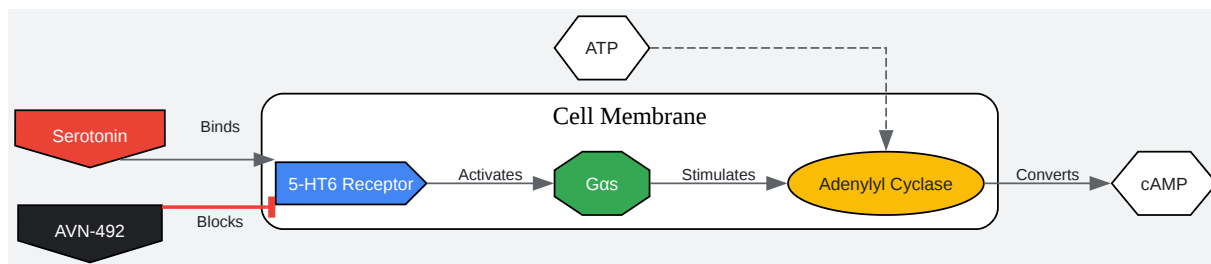 ATP
Cell Membrane
Serotonin
Binds
5-HT6 Receptor
Activates
Gαs
Stimulates
Adenylyl Cyclase
Converts
cAMP
AVN-492
Blocks